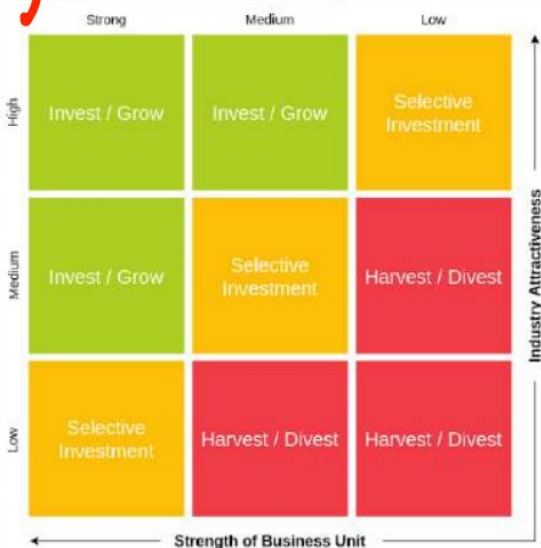 Strong Medium Low
High
Invest / Grow
Invest / Grow
Selective
Investment
Medium
Invest / Grow
Selective
Investment
Harvest / Divest
Low
Selective
Investment
Harvest / Divest
Harvest / Divest
Industry Attractiveness
Strength of Business Unit